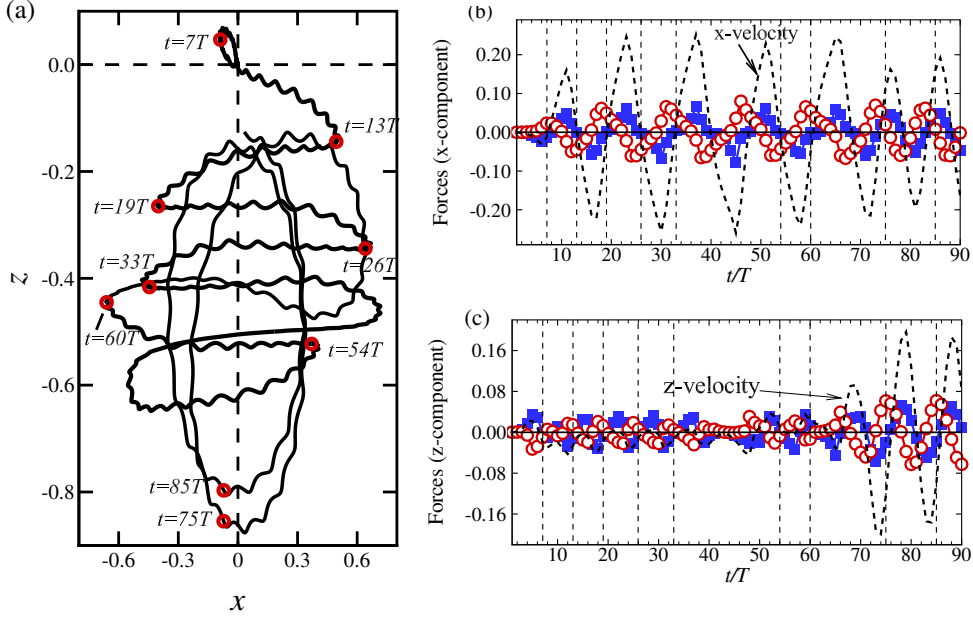 (a)
0.0
-0.2
-0.4
-0.6
-0.8
z
-0.6
-0.3
0
0.3
0.6
x
t=7T
t=13T
t=19T
t=26T
t=33T
t=60T
t=54T
t=85T
t=75T
(b)
Forces (x-component)
0.20
0.10
0.00
-0.10
-0.20
x-velocity
10 20 30 40 50 60 70 80 90
t/T
(c)
Forces (z-component)
0.16
0.08
0.00
-0.08
-0.16
z-velocity
10 20 30 40 50 60 70 80 90
t/T